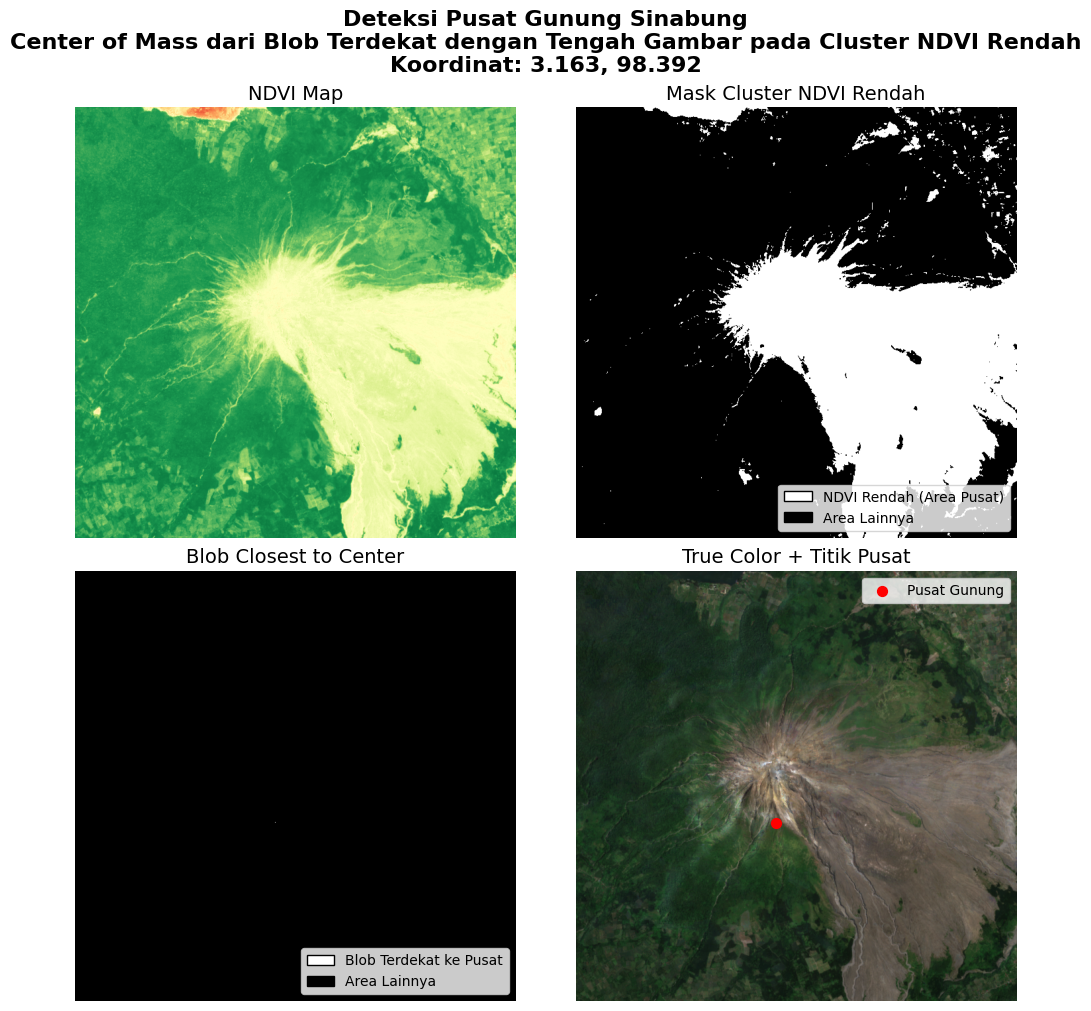 Deteksi Pusat Gunung Sinabung
Center of Mass dari Blob Terdekat dengan Tengah Gambar pada Cluster NDVI Rendah
Koordinat: 3.163, 98.392
NDVI Map
Mask Cluster NDVI Rendah
NDVI Rendah (Area Pusat)
Area Lainnya
Blob Closest to Center
True Color + Titik Pusat
Blob Terdekat ke Pusat
Area Lainnya
Pusat Gunung